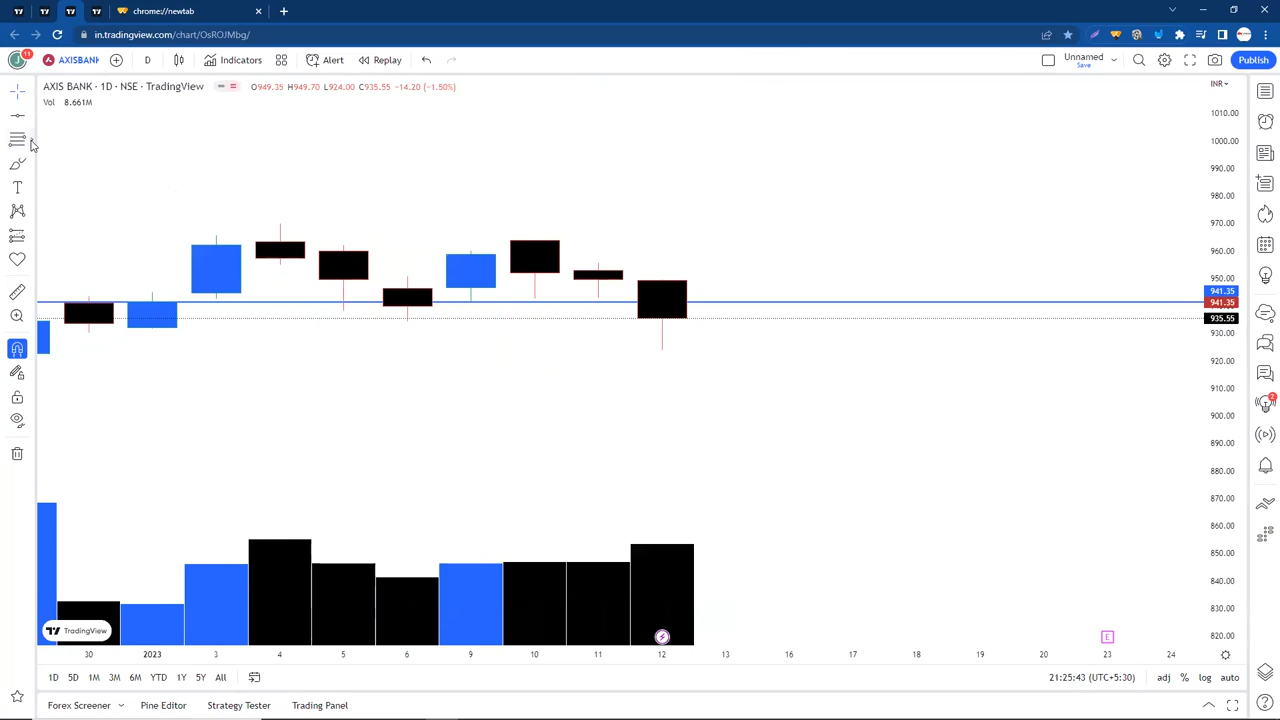 chrome://newtab
in.tradingview.com/chart/OsROJMbg/
J
11
AXISBANK
D
Indicators
Alert
Replay
Unnamed
Save
Publish
AXIS BANK · 1D · NSE · TradingView
O949.35 H949.70 L924.00 C935.55 -14.20 (-1.50%)
Vol 8.661M
INR
1010.00
1000.00
990.00
980.00
970.00
960.00
950.00
941.35
941.35
935.55
930.00
920.00
910.00
900.00
890.00
880.00
870.00
860.00
850.00
840.00
830.00
820.00
2
T
TradingView
E
30 2023 3 4 5 6 9 10 11 12 13 16 17 18 19 20 23 24
1D 5D 1M 3M 6M YTD 1Y 5Y All
21:25:43 (UTC+5:30)
adj % log auto
Forex Screener
Pine Editor
Strategy Tester
Trading Panel